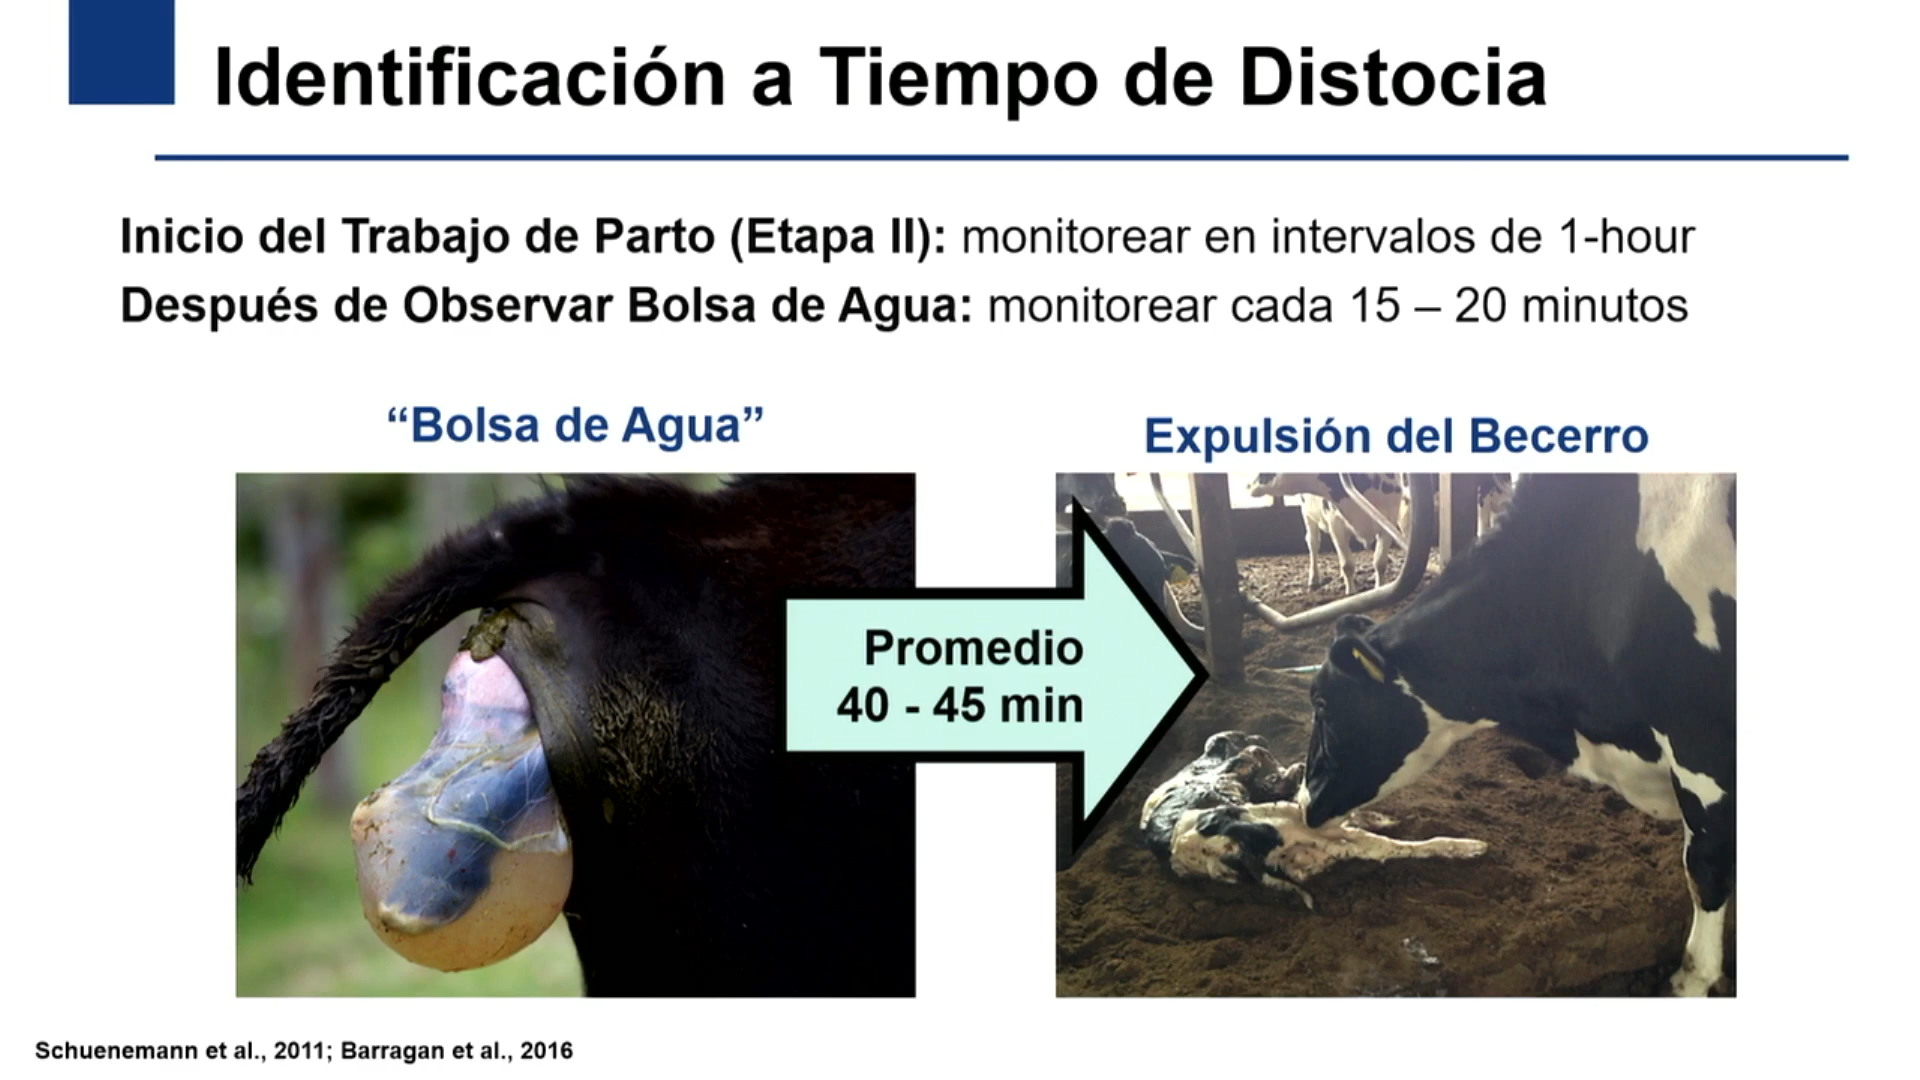 Identificación a Tiempo de Distocia
Inicio del Trabajo de Parto (Etapa II): monitorear en intervalos de 1-hour
Después de Observar Bolsa de Agua: monitorear cada 15 – 20 minutos
“Bolsa de Agua”
Expulsión del Becerro
Promedio
40 - 45 min
Schuenemann et al., 2011; Barragan et al., 2016